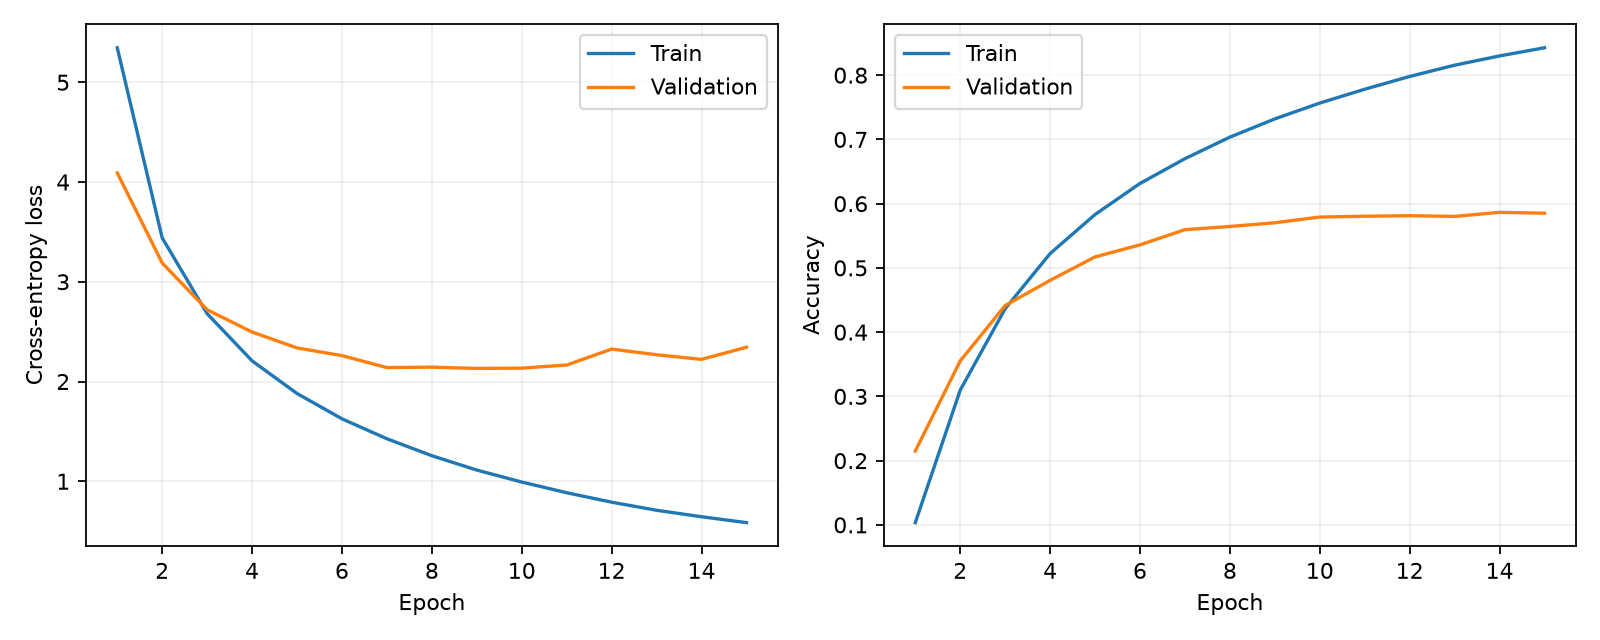 Train
Validation
Cross-entropy loss
5
4
3
2
1
2 4 6 8 10 12 14
Epoch
Train
Validation
Accuracy
0.8
0.7
0.6
0.5
0.4
0.3
0.2
0.1
2 4 6 8 10 12 14
Epoch